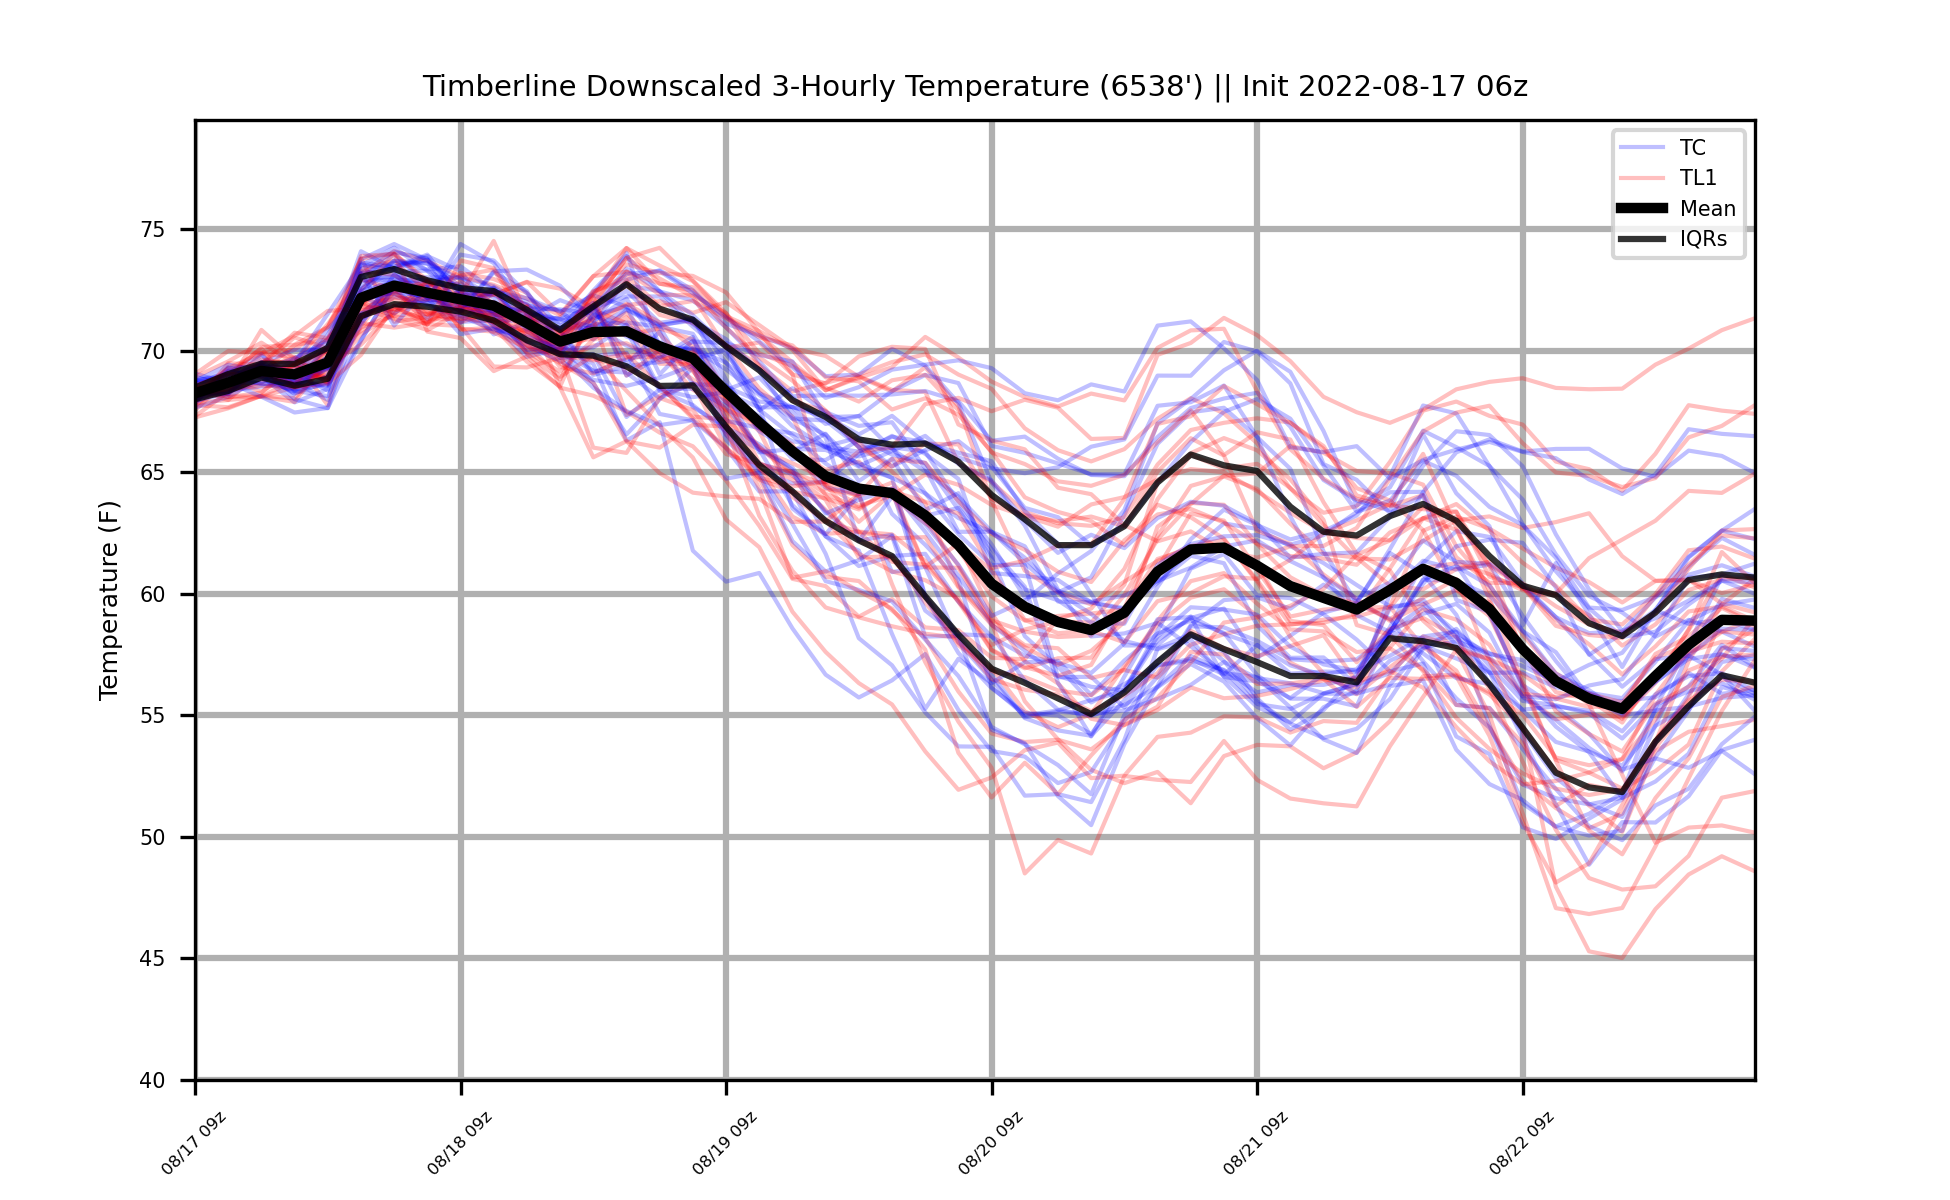 Timberline Downscaled 3-Hourly Temperature (6538') || Init 2022-08-17 06z
TC
TL1
Mean
IQRs
Temperature (F)
75
70
65
60
55
50
45
40
08/17 09z
08/18 09z
08/19 09z
08/20 09z
08/21 09z
08/22 09z